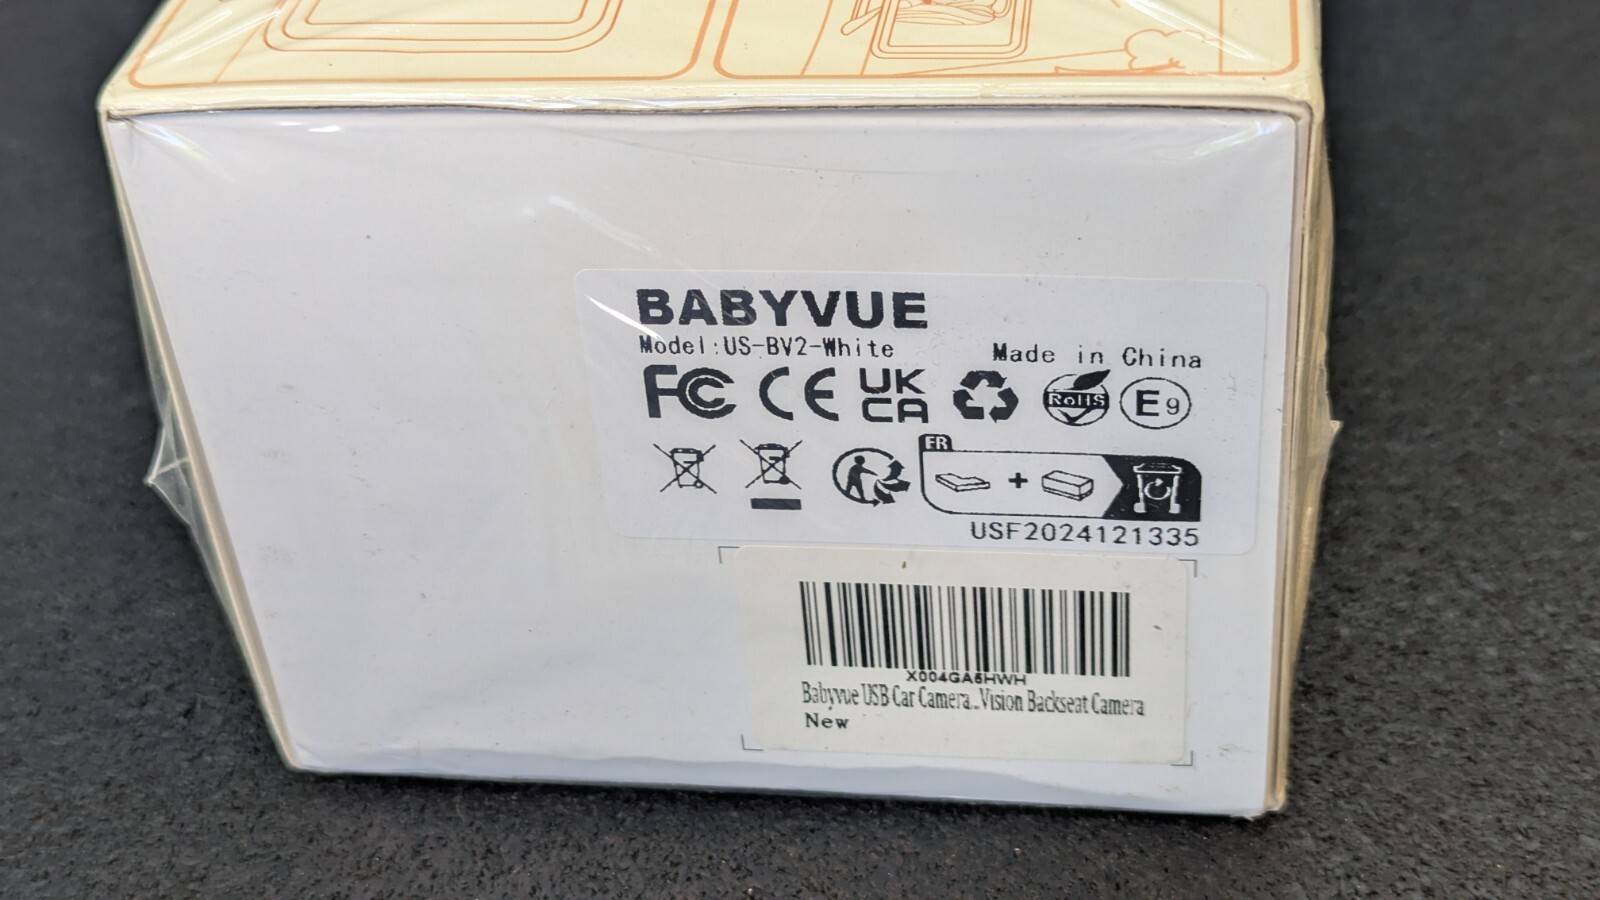 BABYVUE
Model:US-BV2-White
Made in China
FC CE UK CA RoHS E9
FR
USF2024121335
X004GA6HWH
Babyvue USB Car Camera...Vision Backseat Camera
New